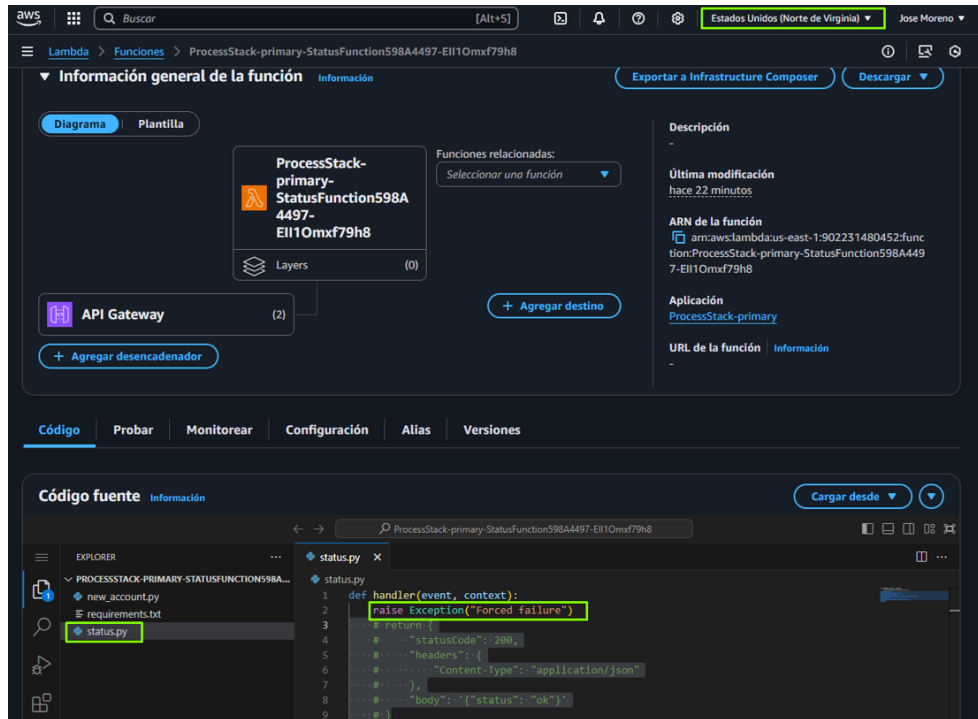 aws
Buscar
[Alt+S]
Estados Unidos (Norte de Virginia) ▼
Jose Moreno ▼
Lambda > Funciones > ProcessStack-primary-StatusFunction598A4497-EII1Omxf79h8
▼ Información general de la función Información
Exportar a Infrastructure Composer
Descargar ▼
Diagrama
Plantilla
ProcessStack-
primary-
StatusFunction598A
4497-
EII1Omxf79h8
Layers (0)
Funciones relacionadas:
Seleccionar una función ▼
API Gateway (2)
+ Agregar destino
+ Agregar desencadenador
Descripción
-
Última modificación
hace 22 minutos
ARN de la función
arn:aws:lambda:us-east-1:902231480452:func
tion:ProcessStack-primary-StatusFunction598A449
7-EII1Omxf79h8
Aplicación
ProcessStack-primary
URL de la función Información
-
Código
Probar
Monitorear
Configuración
Alias
Versiones
Código fuente Información
Cargar desde ▼
ProcessStack-primary-StatusFunction598A4497-EII1Omxf79h8
EXPLORER ...
PROCESSSTACK-PRIMARY-STATUSFUNCTION598A...
new_account.py
requirements.txt
status.py
1
status.py ×
status.py
1 def handler(event, context):
2 raise Exception("Forced failure")
3 # return {
4 # "statusCode": 200,
5 # "headers": {
6 # "Content-Type": "application/json"
7 # },
8 # "body": '{"status": "ok"}'
9 # }